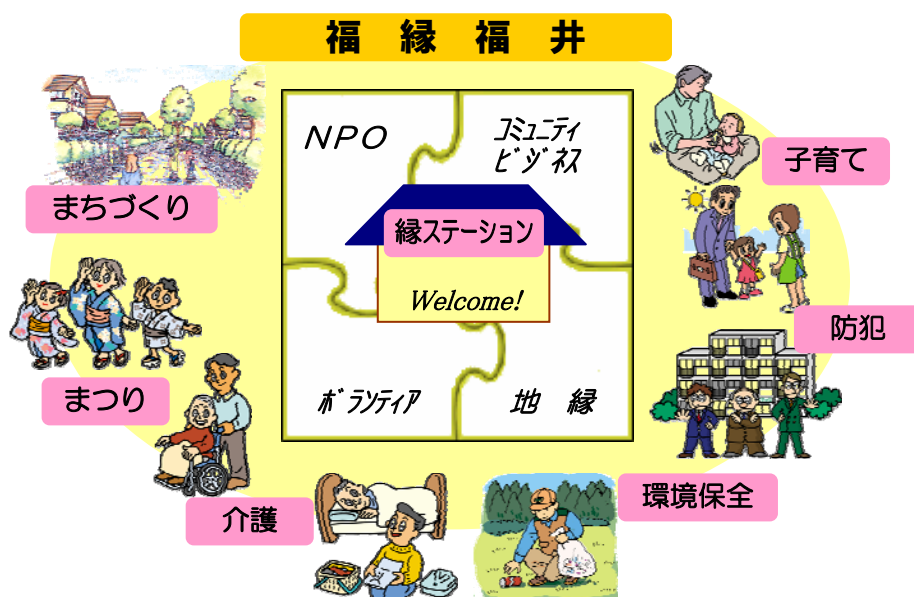 福縁福井
NPO
コミュニティ
ビジネス
子育て
まちづくり
縁ステーション
Welcome!
防犯
まつり
ボランティア
地縁
環境保全
介護